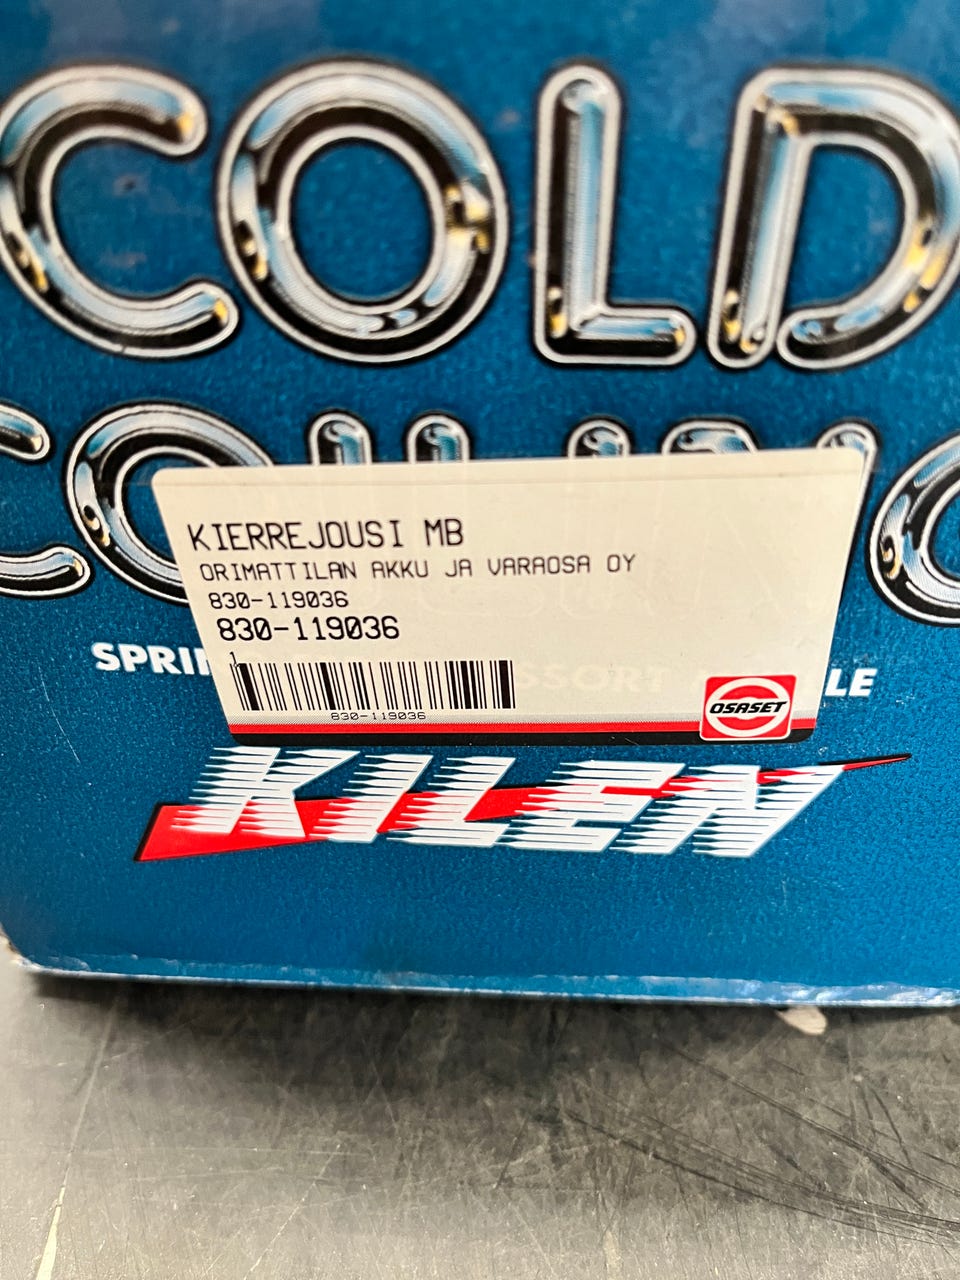 COLD
KIERREJOUSI MB
ORIMATTILAN AKKU JA VARAOSA OY
830-119036
830-119036
1
830-119036
OSASET
KILEN